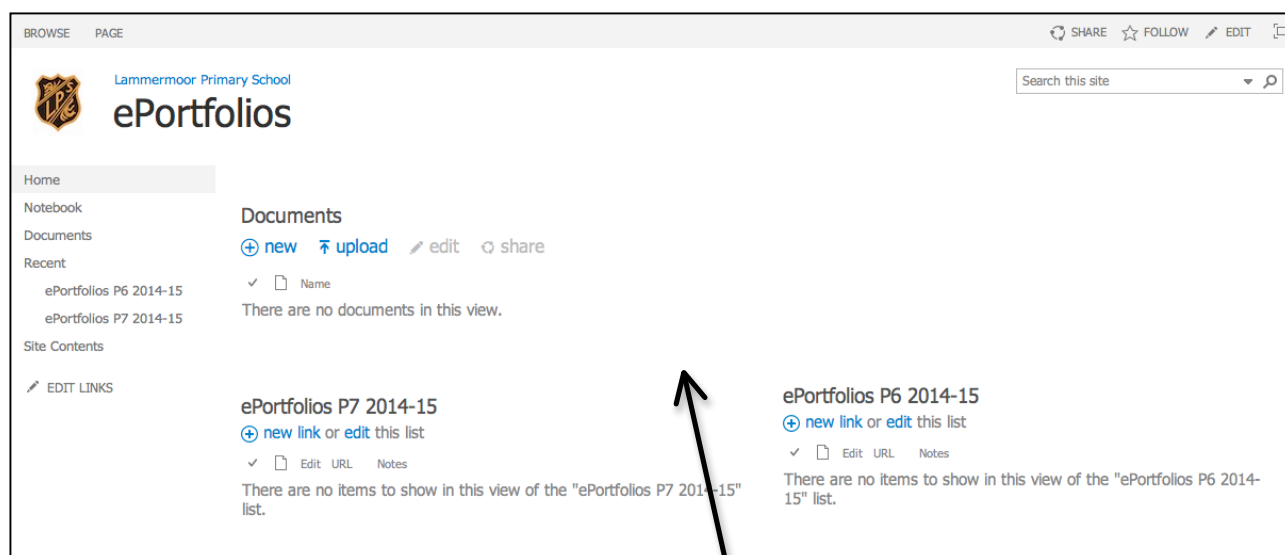 BROWSE PAGE SHARE FOLLOW EDIT
LPS
Lammermoor Primary School
ePortfolios
Search this site
Home
Notebook
Documents
Recent
ePortfolios P6 2014-15
ePortfolios P7 2014-15
Site Contents
EDIT LINKS
Documents
new upload edit share
Name
There are no documents in this view.
ePortfolios P7 2014-15
new link or edit this list
Edit URL Notes
There are no items to show in this view of the "ePortfolios P7 2014-15"
list.
ePortfolios P6 2014-15
new link or edit this list
Edit URL Notes
There are no items to show in this view of the "ePortfolios P6 2014-
15" list.